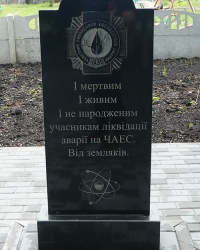 І мертвим
І живим
І не народженим
учасникам ліквідації
аварії на ЧАЕС.
Від земляків.